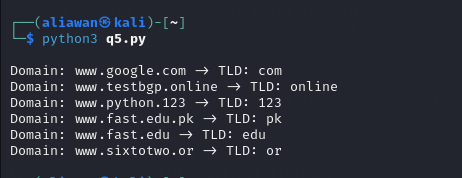 ┌──(aliawan㉿kali)-[~]
└─$ python3 q5.py
Domain: www.google.com -> TLD: com
Domain: www.testbgp.online -> TLD: online
Domain: www.python.123 -> TLD: 123
Domain: www.fast.edu.pk -> TLD: pk
Domain: www.fast.edu -> TLD: edu
Domain: www.sixtotwo.or -> TLD: or